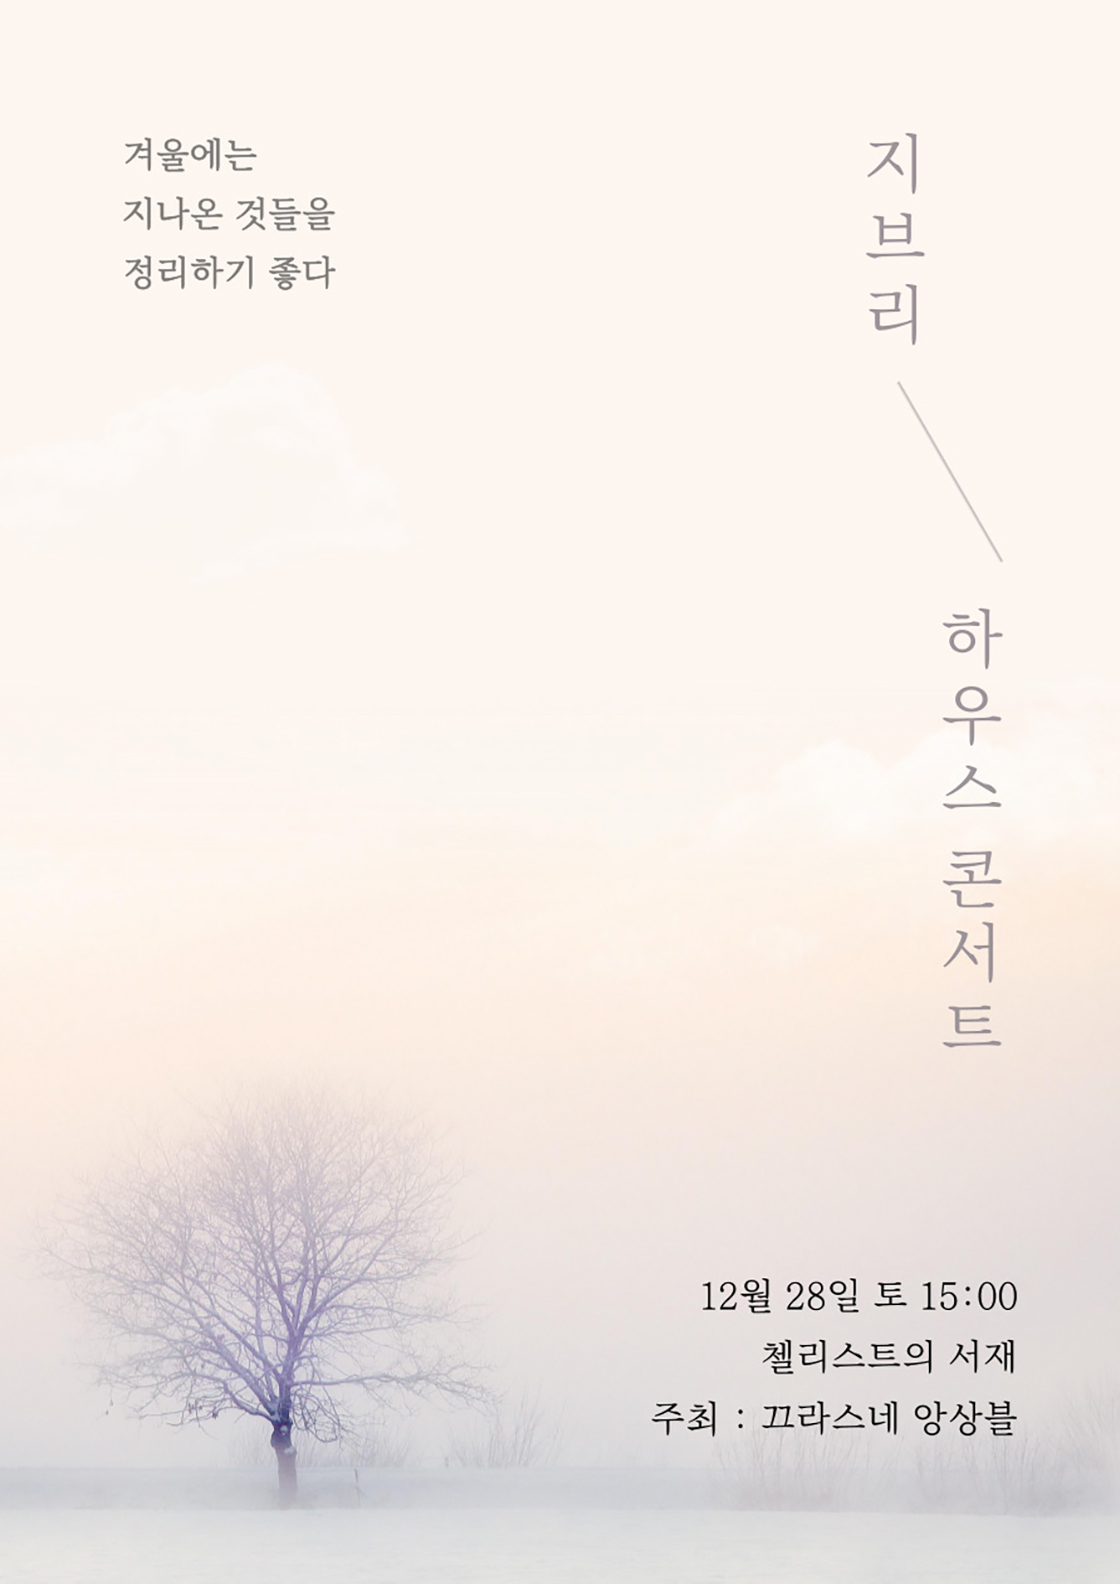 겨울에는
지나온 것들을
정리하기 좋다
지브리
하우스 콘서트
12월 28일 토 15:00
첼리스트의 서재
주최 : 끄라스네 앙상블